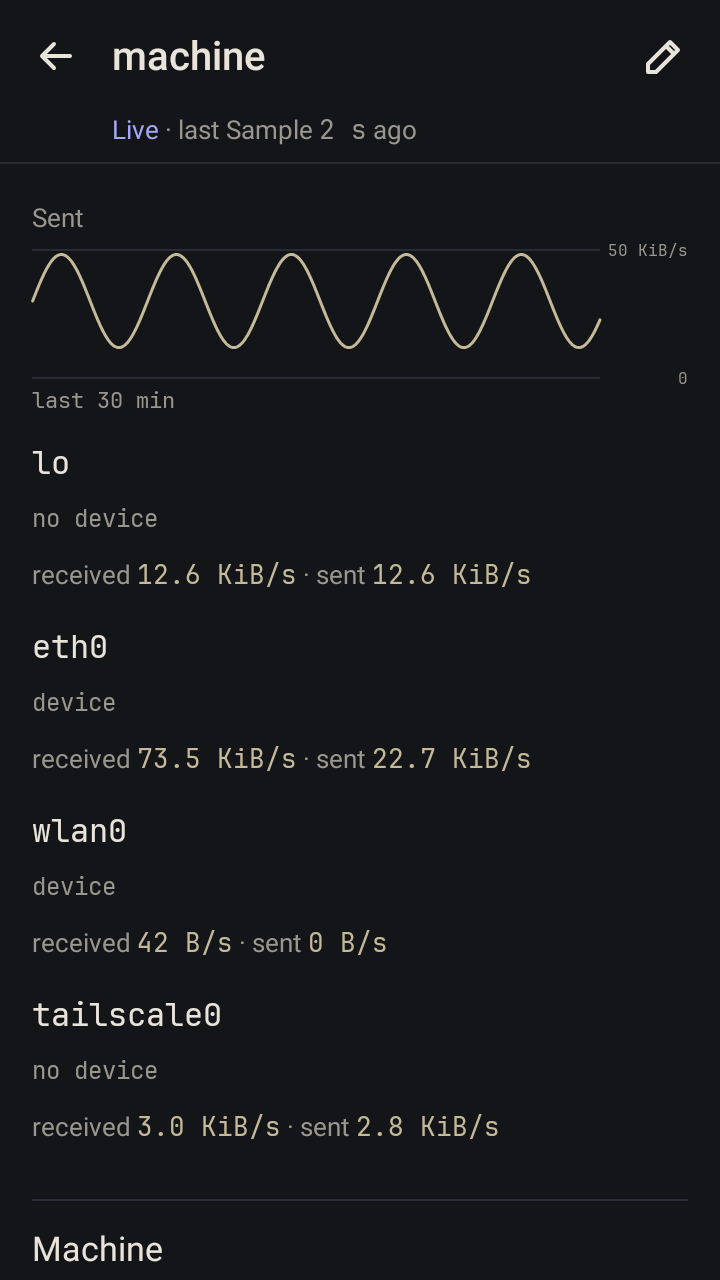 machine
Live · last Sample 2 s ago
Sent
50 KiB/s
0
last 30 min
lo
no device
received 12.6 KiB/s · sent 12.6 KiB/s
eth0
device
received 73.5 KiB/s · sent 22.7 KiB/s
wlan0
device
received 42 B/s · sent 0 B/s
tailscale0
no device
received 3.0 KiB/s · sent 2.8 KiB/s
Machine